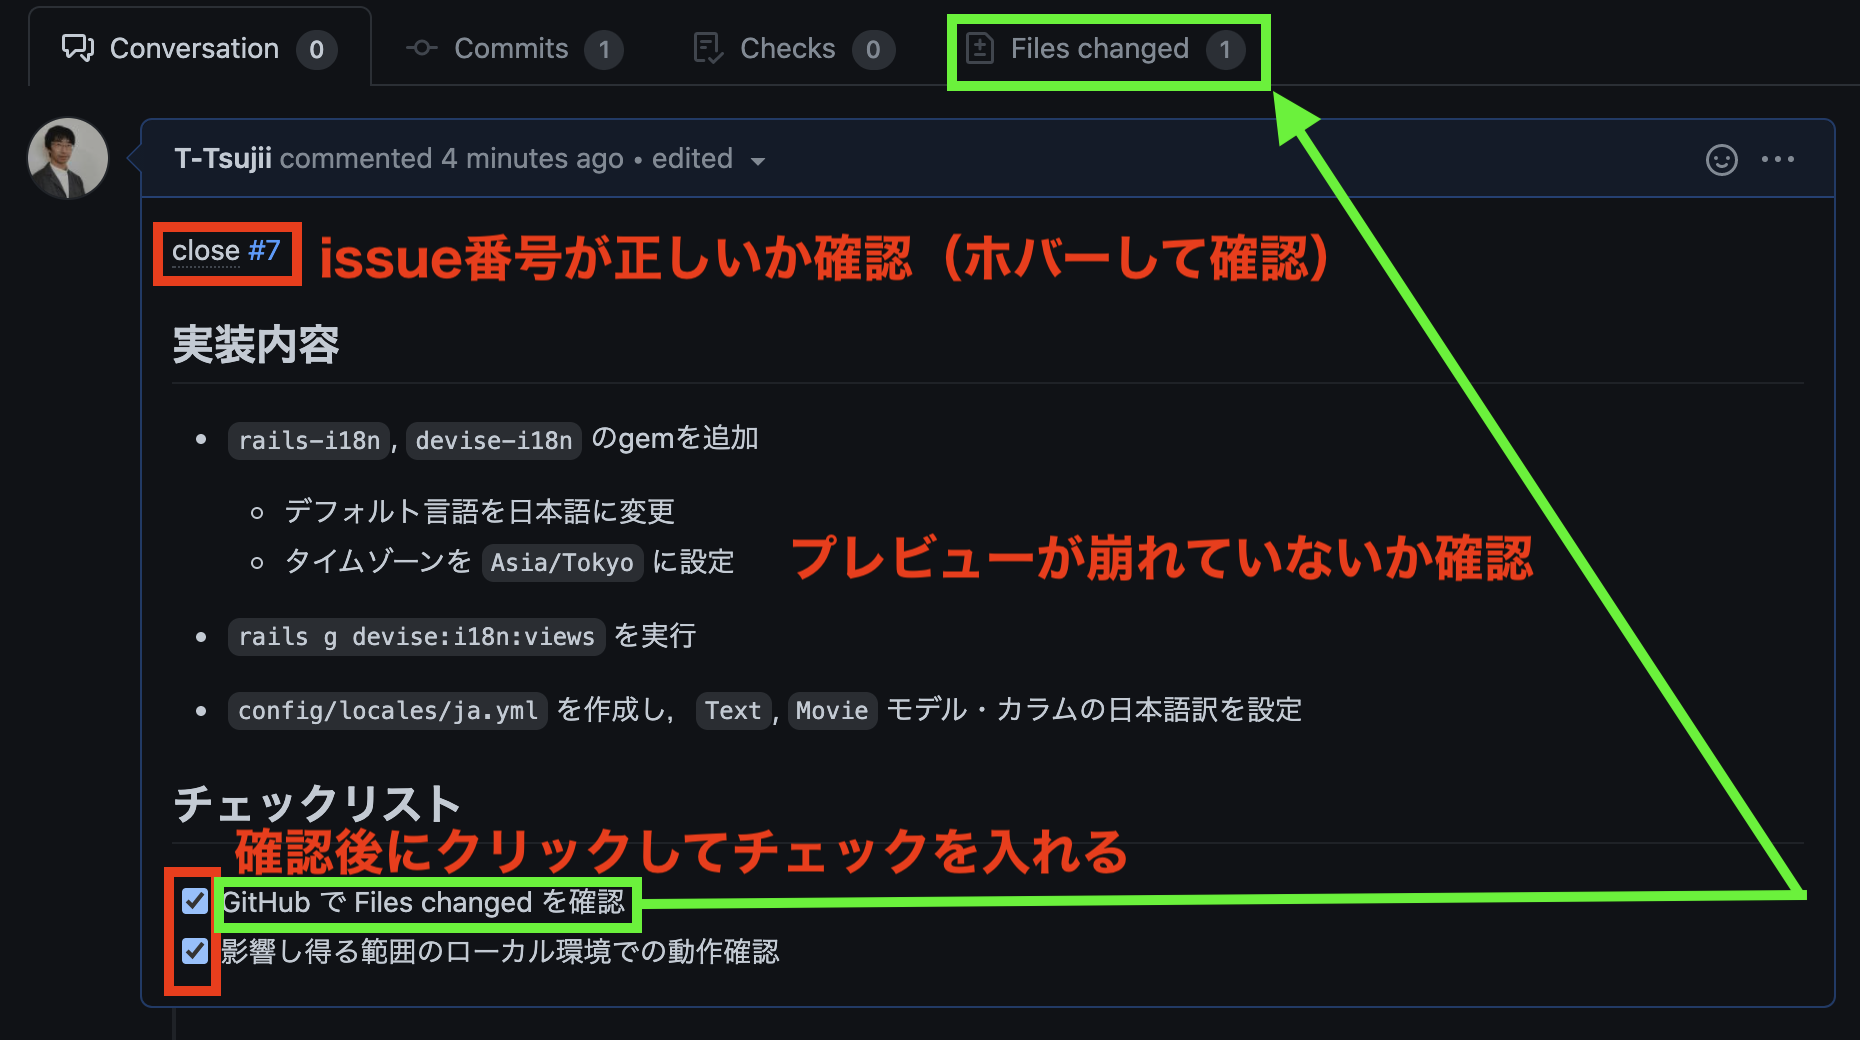 Conversation 0 Commits 1 Checks 0 Files changed 1
T-Tsujii commented 4 minutes ago • edited
close #7 issue番号が正しいか確認（ホバーして確認）
実装内容
rails-i18n, devise-i18n のgemを追加
デフォルト言語を日本語に変更
タイムゾーンを Asia/Tokyo に設定
プレビューが崩れていないか確認
rails g devise:i18n:views を実行
config/locales/ja.yml を作成し， Text, Movie モデル・カラムの日本語訳を設定
チェックリスト
確認後にクリックしてチェックを入れる
GitHub で Files changed を確認
影響し得る範囲のローカル環境での動作確認